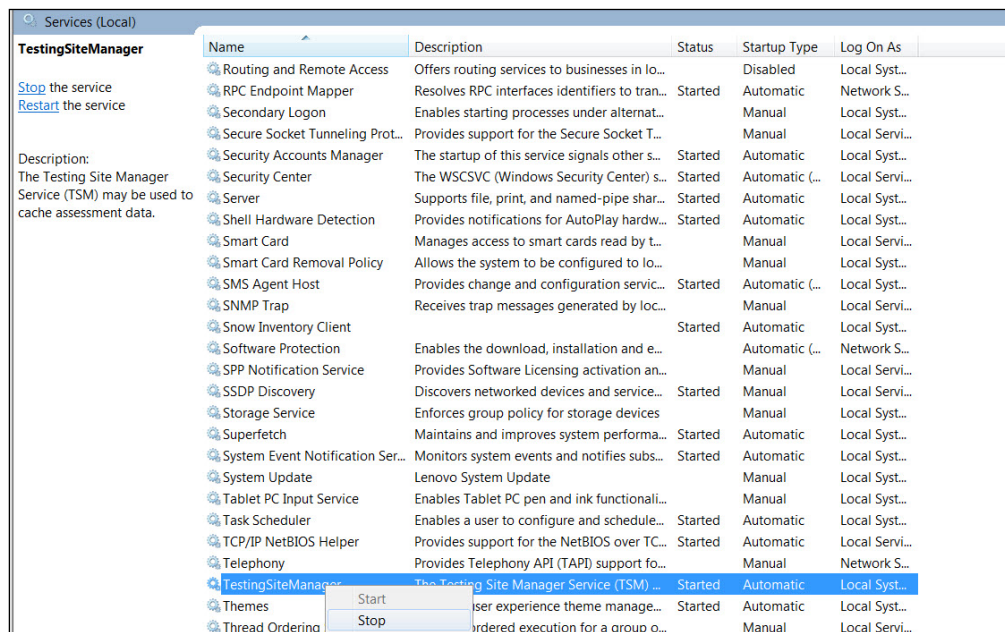 Services (Local)
TestingSiteManager
Stop the service
Restart the service
Description:
The Testing Site Manager
Service (TSM) may be used to
cache assessment data.
Name Description Status Startup Type Log On As
Routing and Remote Access Offers routing services to businesses in lo... Disabled Local Syst...
RPC Endpoint Mapper Resolves RPC interfaces identifiers to tran... Started Automatic Network S...
Secondary Logon Enables starting processes under alternat... Manual Local Syst...
Secure Socket Tunneling Prot... Provides support for the Secure Socket T... Manual Local Servi...
Security Accounts Manager The startup of this service signals other s... Started Automatic Local Syst...
Security Center The WSCSVC (Windows Security Center) s... Started Automatic (... Local Servi...
Server Supports file, print, and named-pipe shar... Started Automatic Local Syst...
Shell Hardware Detection Provides notifications for AutoPlay hardw... Started Automatic Local Syst...
Smart Card Manages access to smart cards read by t... Manual Local Servi...
Smart Card Removal Policy Allows the system to be configured to lo... Manual Local Syst...
SMS Agent Host Provides change and configuration servic... Started Automatic (... Local Syst...
SNMP Trap Receives trap messages generated by loc... Manual Local Servi...
Snow Inventory Client Started Automatic Local Syst...
Software Protection Enables the download, installation and e... Automatic (... Network S...
SPP Notification Service Provides Software Licensing activation an... Manual Local Servi...
SSDP Discovery Discovers networked devices and service... Started Manual Local Servi...
Storage Service Enforces group policy for storage devices Manual Local Syst...
Superfetch Maintains and improves system performa... Started Automatic Local Syst...
System Event Notification Ser... Monitors system events and notifies subs... Started Automatic Local Syst...
System Update Lenovo System Update Manual Local Syst...
Tablet PC Input Service Enables Tablet PC pen and ink functionali... Manual Local Syst...
Task Scheduler Enables a user to configure and schedule... Started Automatic Local Syst...
TCP/IP NetBIOS Helper Provides support for the NetBIOS over TC... Started Automatic Local Servi...
Telephony Provides Telephony API (TAPI) support fo... Manual Network S...
TestingSiteManager The Testing Site Manager Service (TSM) ... Started Automatic Local Syst...
Themes user experience theme manage... Started Automatic Local Syst...
Thread Ordering ordered execution for a group o... Manual Local Servi...
Start
Stop